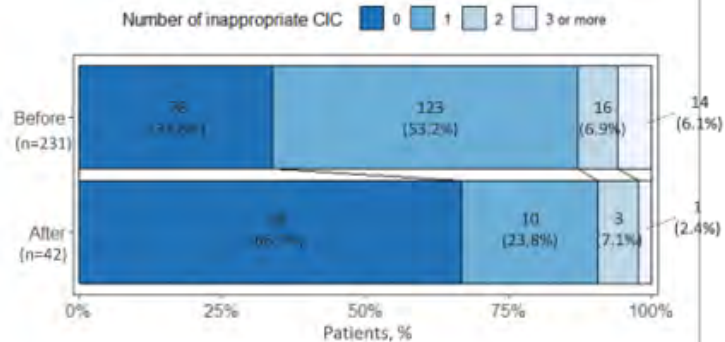 Number of inappropriate CIC 0 1 2 3 or more
Before
(n=231)
123
(53.2%)
16
(6.9%)
14
(6.1%)
After
(n=42)
10
(23.8%)
3
(7.1%)
1
(2.4%)
0% 25% 50% 75% 100%
Patients, %